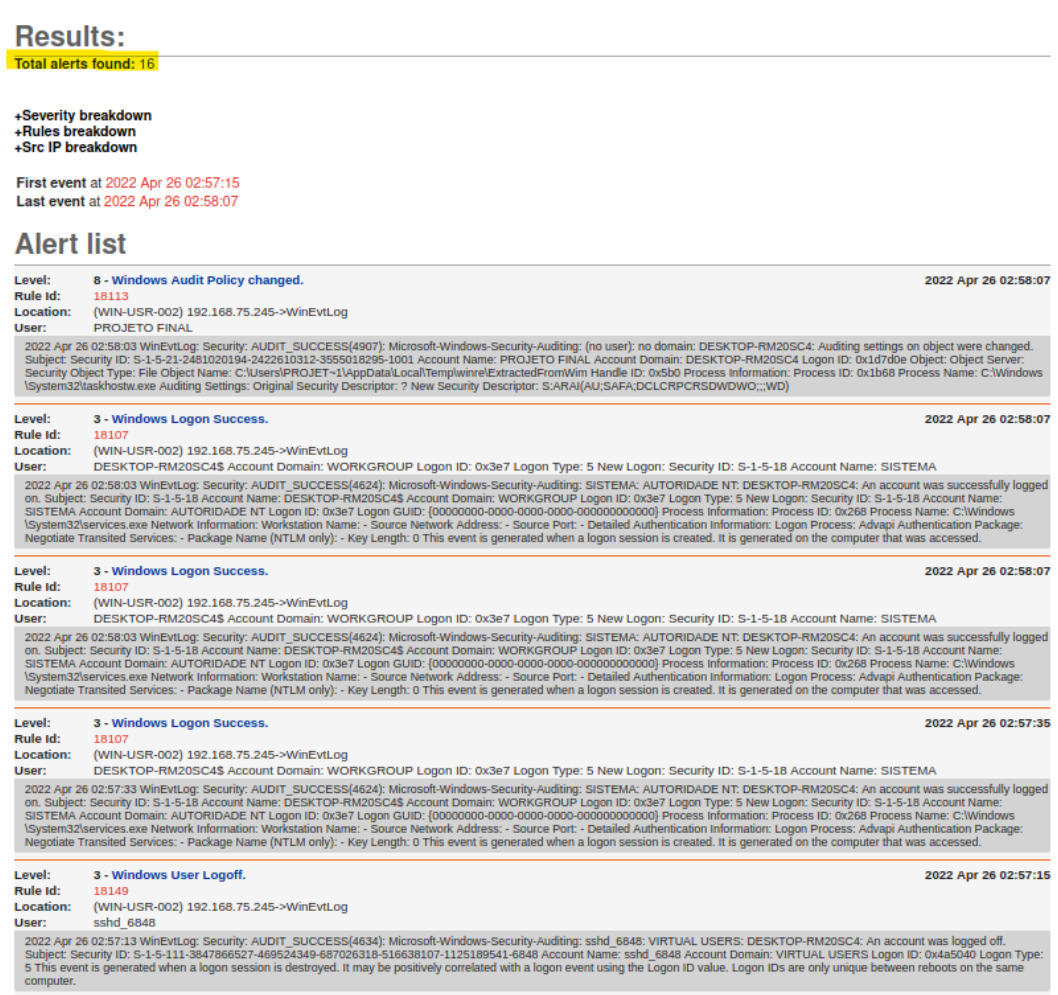 Results:
Total alerts found: 16
+Severity breakdown
+Rules breakdown
+Src IP breakdown
First event at 2022 Apr 26 02:57:15
Last event at 2022 Apr 26 02:58:07
Alert list
Level: 8 - Windows Audit Policy changed. 2022 Apr 26 02:58:07
Rule Id: 18113
Location: (WIN-USR-002) 192.168.75.245->WinEvtLog
User: PROJETO FINAL
2022 Apr 26 02:58:03 WinEvtLog: Security: AUDIT_SUCCESS(4907): Microsoft-Windows-Security-Auditing: (no user): no domain: DESKTOP-RM20SC4: Auditing settings on object were changed.
Subject: Security ID: S-1-5-21-2481020194-2422610312-3555018295-1001 Account Name: PROJETO FINAL Account Domain: DESKTOP-RM20SC4 Logon ID: 0x1d7d0e Object: Object Server:
Security Object Type: File Object Name: C:\Users\PROJET~1\AppData\Local\Temp\winre\ExtractedFromWim Handle ID: 0x5b0 Process Information: Process ID: 0x1b68 Process Name: C:\Windows
\System32\taskhostw.exe Auditing Settings: Original Security Descriptor: ? New Security Descriptor: S:ARAI(AU;SAFA;DCLCRPCRSDWDWO;;;WD)
Level: 3 - Windows Logon Success. 2022 Apr 26 02:58:07
Rule Id: 18107
Location: (WIN-USR-002) 192.168.75.245->WinEvtLog
User: DESKTOP-RM20SC4$ Account Domain: WORKGROUP Logon ID: 0x3e7 Logon Type: 5 New Logon: Security ID: S-1-5-18 Account Name: SISTEMA
2022 Apr 26 02:58:03 WinEvtLog: Security: AUDIT_SUCCESS(4624): Microsoft-Windows-Security-Auditing: SISTEMA: AUTORIDADE NT: DESKTOP-RM20SC4: An account was successfully logged
on. Subject: Security ID: S-1-5-18 Account Name: DESKTOP-RM20SC4$ Account Domain: WORKGROUP Logon ID: 0x3e7 Logon Type: 5 New Logon: Security ID: S-1-5-18 Account Name:
SISTEMA Account Domain: AUTORIDADE NT Logon ID: 0x3e7 Logon GUID: {00000000-0000-0000-0000-000000000000} Process Information: Process ID: 0x268 Process Name: C:\Windows
\System32\services.exe Network Information: Workstation Name: - Source Network Address: - Source Port: - Detailed Authentication Information: Logon Process: Advapi Authentication Package:
Negotiate Transited Services: - Package Name (NTLM only): - Key Length: 0 This event is generated when a logon session is created. It is generated on the computer that was accessed.
Level: 3 - Windows Logon Success. 2022 Apr 26 02:58:07
Rule Id: 18107
Location: (WIN-USR-002) 192.168.75.245->WinEvtLog
User: DESKTOP-RM20SC4$ Account Domain: WORKGROUP Logon ID: 0x3e7 Logon Type: 5 New Logon: Security ID: S-1-5-18 Account Name: SISTEMA
2022 Apr 26 02:58:03 WinEvtLog: Security: AUDIT_SUCCESS(4624): Microsoft-Windows-Security-Auditing: SISTEMA: AUTORIDADE NT: DESKTOP-RM20SC4: An account was successfully logged
on. Subject: Security ID: S-1-5-18 Account Name: DESKTOP-RM20SC4$ Account Domain: WORKGROUP Logon ID: 0x3e7 Logon Type: 5 New Logon: Security ID: S-1-5-18 Account Name:
SISTEMA Account Domain: AUTORIDADE NT Logon ID: 0x3e7 Logon GUID: {00000000-0000-0000-0000-000000000000} Process Information: Process ID: 0x268 Process Name: C:\Windows
\System32\services.exe Network Information: Workstation Name: - Source Network Address: - Source Port: - Detailed Authentication Information: Logon Process: Advapi Authentication Package:
Negotiate Transited Services: - Package Name (NTLM only): - Key Length: 0 This event is generated when a logon session is created. It is generated on the computer that was accessed.
Level: 3 - Windows Logon Success. 2022 Apr 26 02:57:35
Rule Id: 18107
Location: (WIN-USR-002) 192.168.75.245->WinEvtLog
User: DESKTOP-RM20SC4$ Account Domain: WORKGROUP Logon ID: 0x3e7 Logon Type: 5 New Logon: Security ID: S-1-5-18 Account Name: SISTEMA
2022 Apr 26 02:57:33 WinEvtLog: Security: AUDIT_SUCCESS(4624): Microsoft-Windows-Security-Auditing: SISTEMA: AUTORIDADE NT: DESKTOP-RM20SC4: An account was successfully logged
on. Subject: Security ID: S-1-5-18 Account Name: DESKTOP-RM20SC4$ Account Domain: WORKGROUP Logon ID: 0x3e7 Logon Type: 5 New Logon: Security ID: S-1-5-18 Account Name:
SISTEMA Account Domain: AUTORIDADE NT Logon ID: 0x3e7 Logon GUID: {00000000-0000-0000-0000-000000000000} Process Information: Process ID: 0x268 Process Name: C:\Windows
\System32\services.exe Network Information: Workstation Name: - Source Network Address: - Source Port: - Detailed Authentication Information: Logon Process: Advapi Authentication Package:
Negotiate Transited Services: - Package Name (NTLM only): - Key Length: 0 This event is generated when a logon session is created. It is generated on the computer that was accessed.
Level: 3 - Windows User Logoff. 2022 Apr 26 02:57:15
Rule Id: 18149
Location: (WIN-USR-002) 192.168.75.245->WinEvtLog
User: sshd_6848
2022 Apr 26 02:57:13 WinEvtLog: Security: AUDIT_SUCCESS(4634): Microsoft-Windows-Security-Auditing: sshd_6848: VIRTUAL USERS: DESKTOP-RM20SC4: An account was logged off.
Subject: Security ID: S-1-5-111-3847866527-469524349-687026318-516638107-1125189541-6848 Account Name: sshd_6848 Account Domain: VIRTUAL USERS Logon ID: 0x4a5040 Logon Type:
5 This event is generated when a logon session is destroyed. It may be positively correlated with a logon event using the Logon ID value. Logon IDs are only unique between reboots on the same
computer.